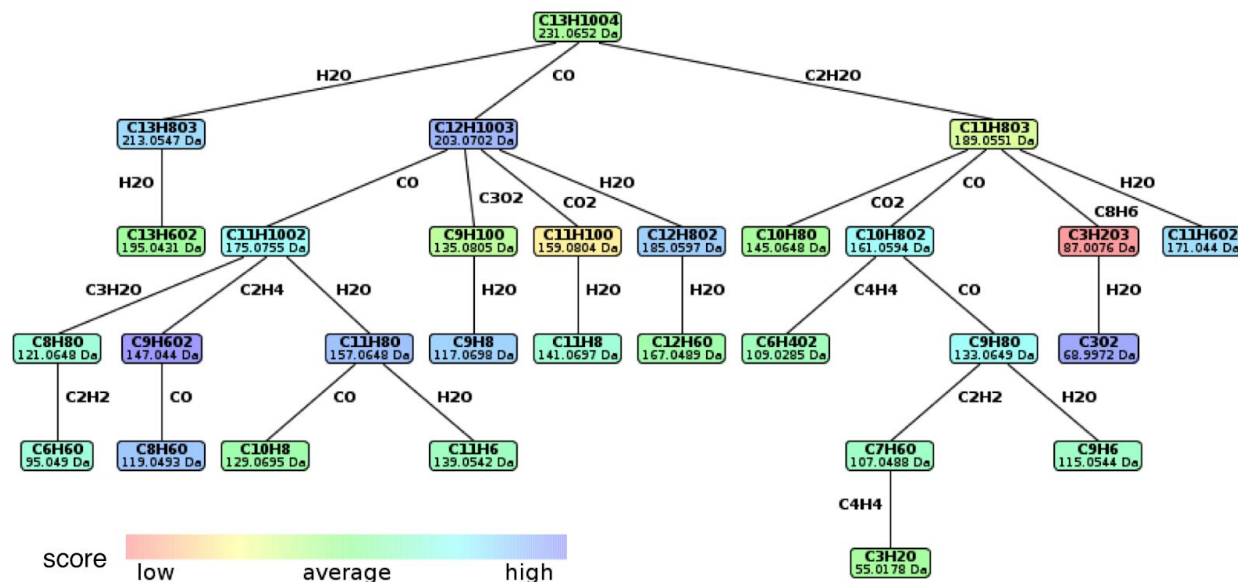 C13H10O4
231.0652 Da
H2O
CO
C2H2O
C13H8O3
213.0547 Da
C12H10O3
203.0702 Da
C11H8O3
189.0551 Da
H2O
CO
C3O2
CO2
H2O
CO2
CO
C8H6
H2O
C13H6O2
195.0431 Da
C11H10O2
175.0755 Da
C9H10O
135.0805 Da
C11H10O
159.0804 Da
C12H8O2
185.0597 Da
C10H8O
145.0648 Da
C10H8O2
161.0594 Da
C3H2O3
87.0076 Da
C11H6O2
171.044 Da
C3H2O
C2H4
H2O
H2O
H2O
H2O
C4H4
CO
H2O
C8H8O
121.0648 Da
C9H6O2
147.044 Da
C11H8O
157.0648 Da
C9H8
117.0698 Da
C11H8
141.0697 Da
C12H6O
167.0489 Da
C6H4O2
109.0285 Da
C9H8O
133.0649 Da
C3O2
68.9972 Da
C2H2
CO
CO
H2O
C2H2
H2O
C6H6O
95.049 Da
C8H6O
119.0493 Da
C10H8
129.0695 Da
C11H6
139.0542 Da
C7H6O
107.0488 Da
C9H6
115.0544 Da
C4H4
C3H2O
55.0178 Da
score
low average high